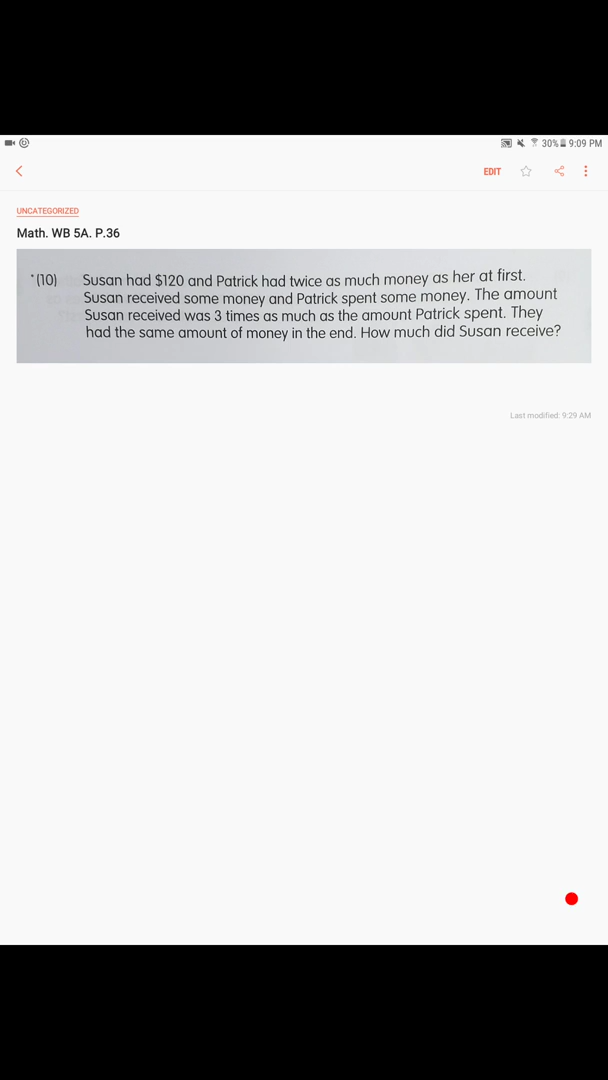 30% 9:09 PM
EDIT
UNCATEGORIZED
Math. WB 5A. P.36
*(10) Susan had $120 and Patrick had twice as much money as her at first.
Susan received some money and Patrick spent some money. The amount
Susan received was 3 times as much as the amount Patrick spent. They
had the same amount of money in the end. How much did Susan receive?
Last modified: 9:29 AM